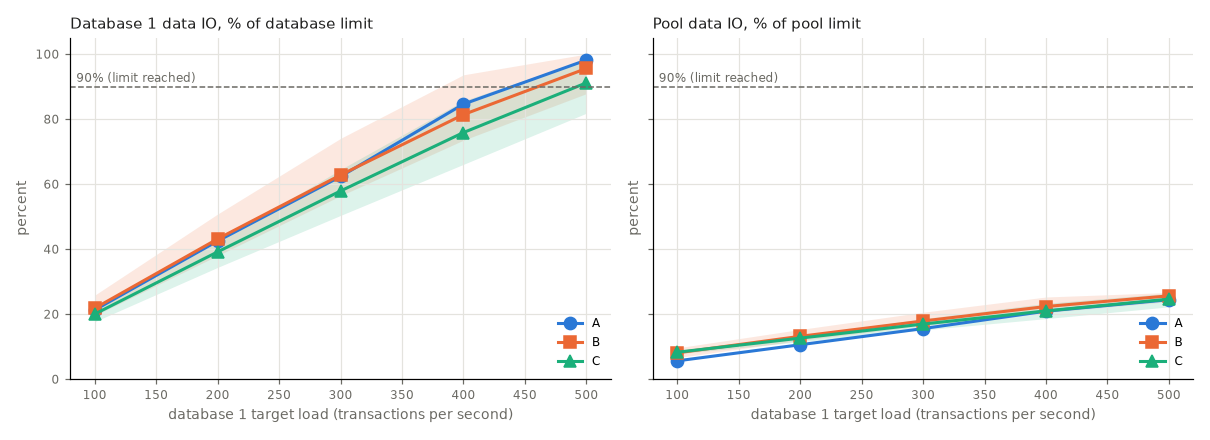 Database 1 data IO, % of database limit
percent
100
80
60
40
20
0
90% (limit reached)
A
B
C
100 150 200 250 300 350 400 450 500
database 1 target load (transactions per second)
Pool data IO, % of pool limit
percent
90% (limit reached)
A
B
C
100 150 200 250 300 350 400 450 500
database 1 target load (transactions per second)